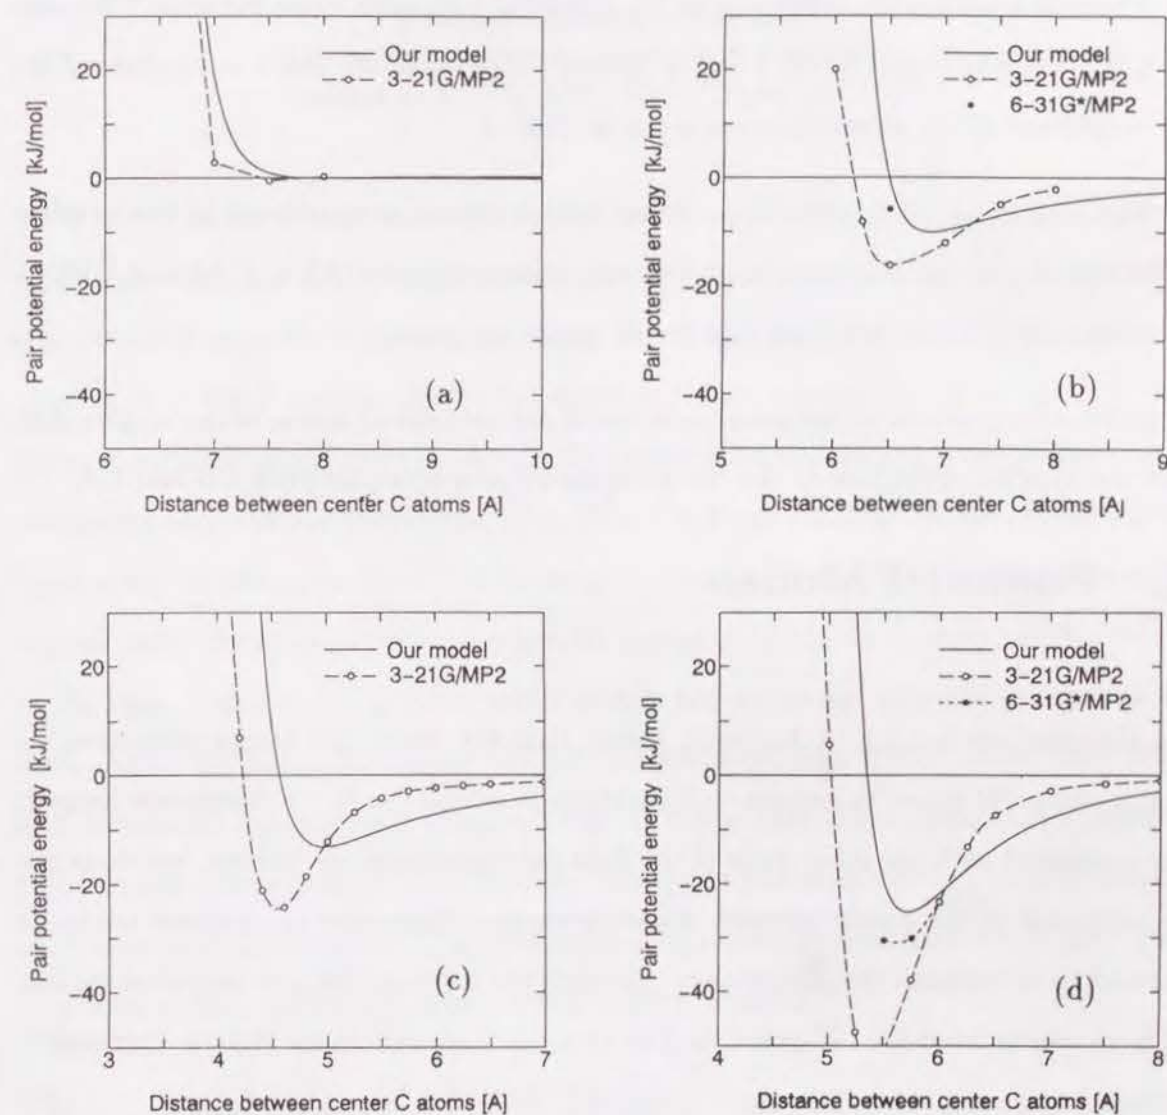 Our model
3-21G/MP2
20
0
-20
-40
Pair potential energy [kJ/mol]
(a)
6 7 8 9 10
Distance between center C atoms [A]
Our model
3-21G/MP2
6-31G*/MP2
20
0
-20
-40
Pair potential energy [kJ/mol]
(b)
5 6 7 8 9
Distance between center C atoms [A]
Our model
3-21G/MP2
20
0
-20
-40
Pair potential energy [kJ/mol]
(c)
3 4 5 6 7
Distance between center C atoms [A]
Our model
3-21G/MP2
6-31G*/MP2
20
0
-20
-40
Pair potential energy [kJ/mol]
(d)
4 5 6 7 8
Distance between center C atoms [A]